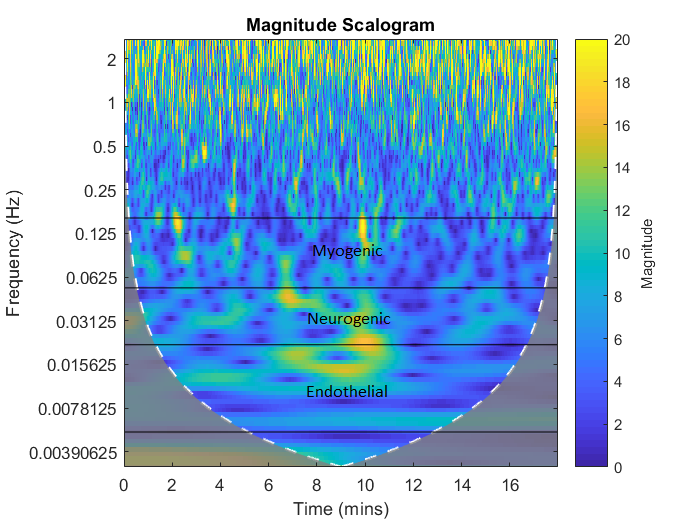 Magnitude Scalogram
Frequency (Hz)
2
1
0.5
0.25
0.125
0.0625
0.03125
0.015625
0.0078125
0.00390625
Myogenic
Neurogenic
Endothelial
0 2 4 6 8 10 12 14 16
Time (mins)
20
18
16
14
12
10
8
6
4
2
0
Magnitude